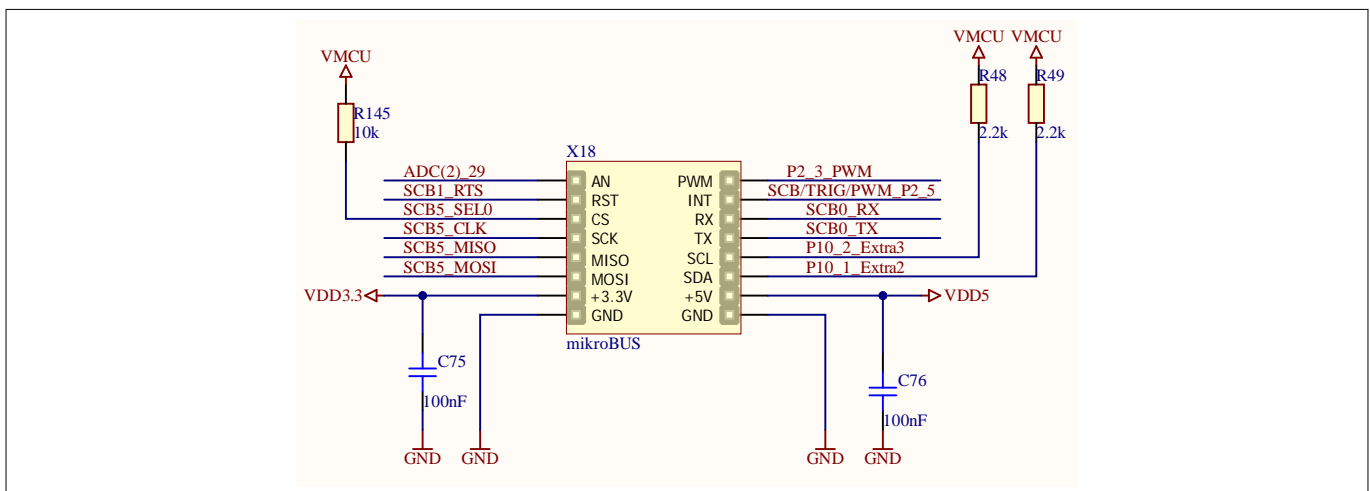 VMCU VMCU
VMCU
R48 R49
R145
10k
2.2k 2.2k
X18
ADC(2)_29 AN PWM P2_3_PWM
SCB1_RTS RST INT SCB/TRIG/PWM_P2_5
SCB5_SEL0 CS RX SCB0_RX
SCB5_CLK SCK TX SCB0_TX
SCB5_MISO MISO SCL P10_2_Extra3
SCB5_MOSI MOSI SDA P10_1_Extra2
VDD3.3 +3.3V +5V VDD5
GND GND
mikroBUS
C75
C76
100nF
100nF
GND GND GND GND